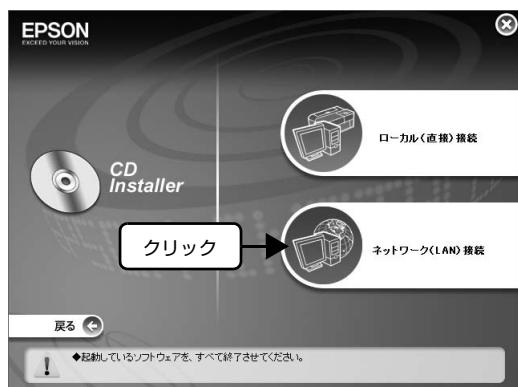 EPSON
EXCEED YOUR VISION
ローカル(直接)接続
CD
Installer
クリック
ネットワーク(LAN)接続
戻る
◆起動しているソフトウェアを、すべて終了させてください。